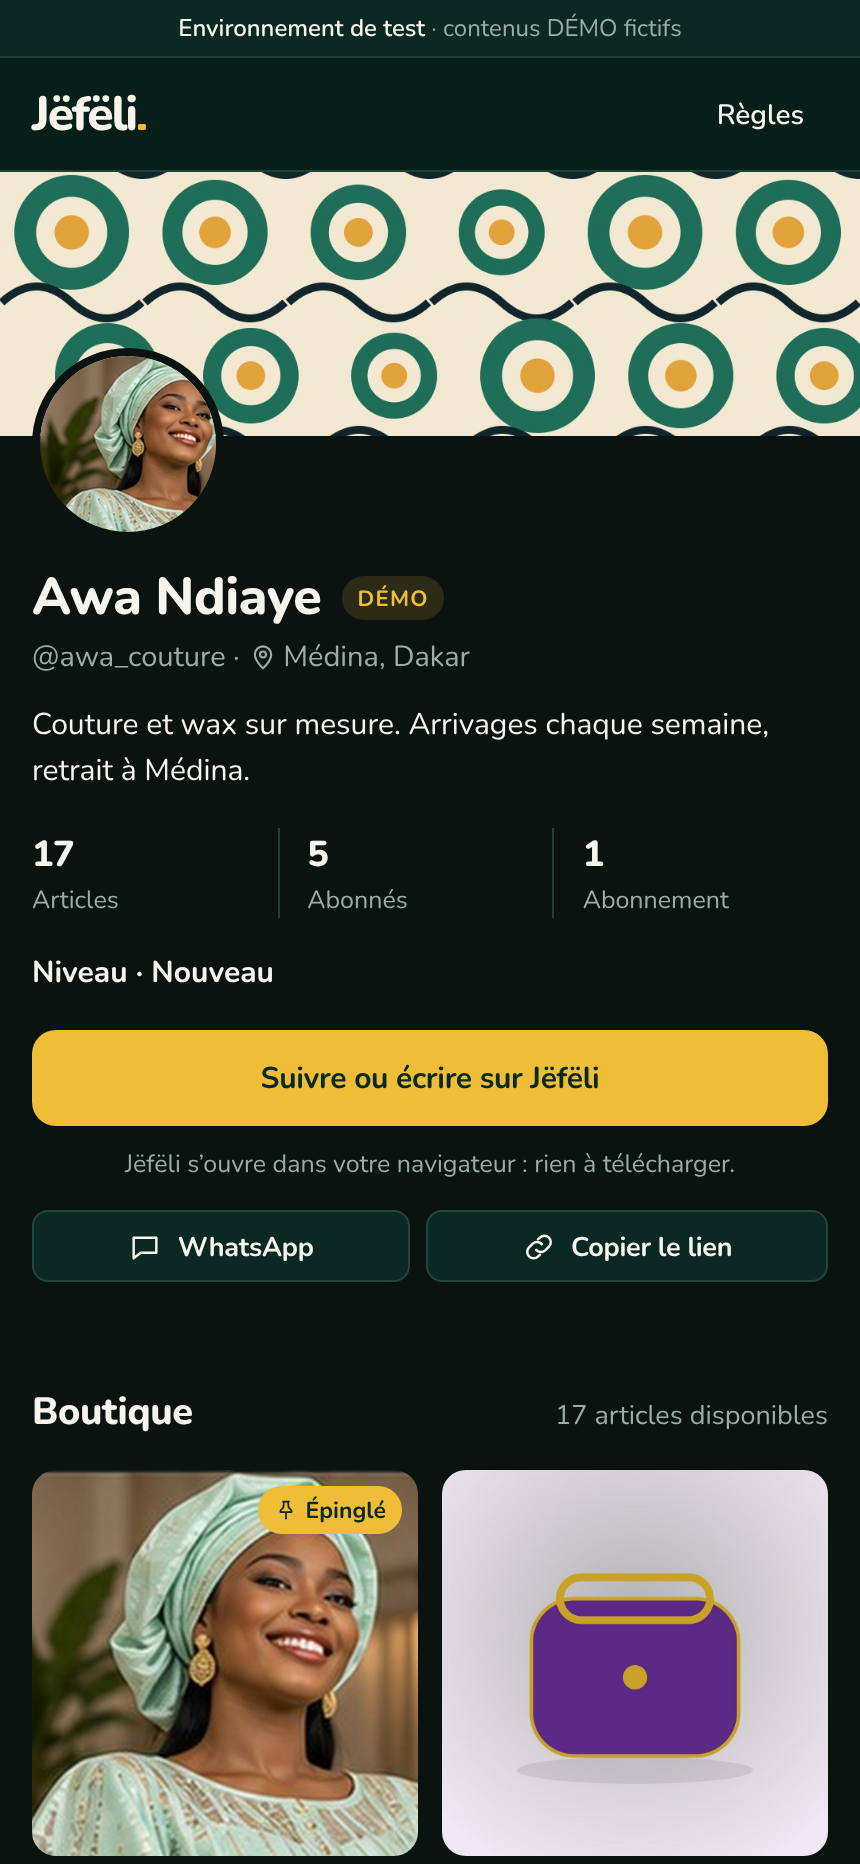 Environnement de test · contenus DÉMO fictifs
Jëfëli.
Règles
Awa Ndiaye
DÉMO
@awa_couture · Médina, Dakar
Couture et wax sur mesure. Arrivages chaque semaine,
retrait à Médina.
17
Articles
5
Abonnés
1
Abonnement
Niveau · Nouveau
Suivre ou écrire sur Jëfëli
Jëfëli s’ouvre dans votre navigateur : rien à télécharger.
WhatsApp
Copier le lien
Boutique
17 articles disponibles
Épinglé